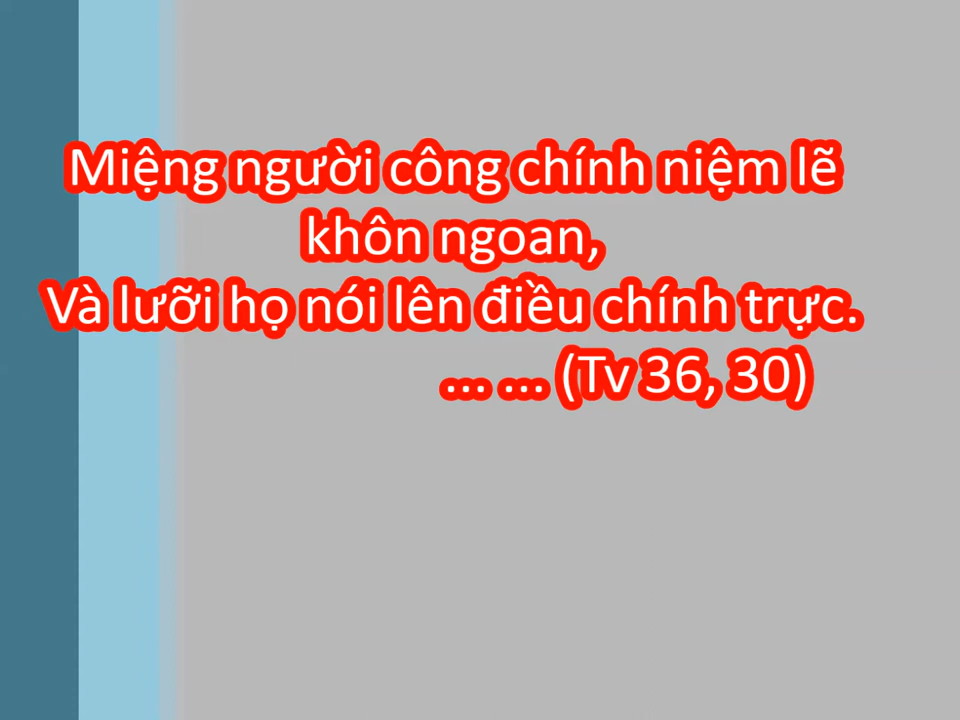 Miệng người công chính niệm lẽ
khôn ngoan,
Và lưỡi họ nói lên điều chính trực.
... ... (Tv 36, 30)